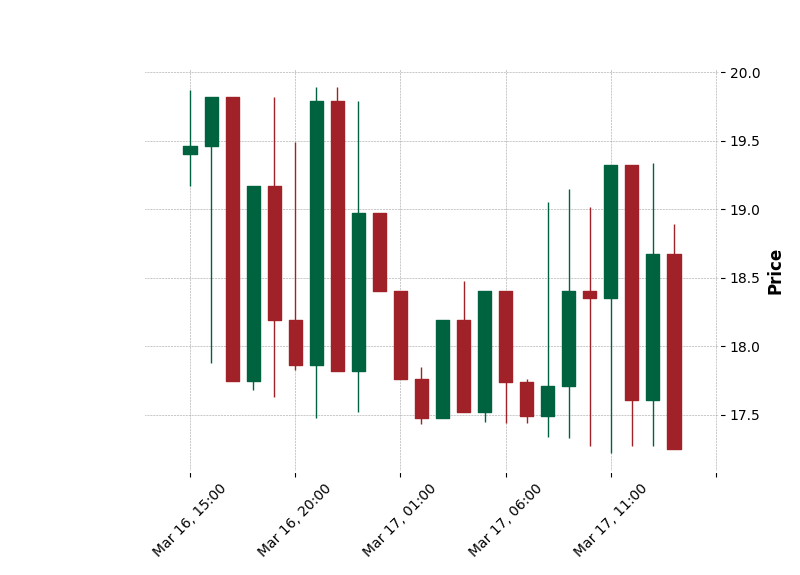 20.0
19.5
19.0
18.5
18.0
17.5
Price
Mar 16, 15:00
Mar 16, 20:00
Mar 17, 01:00
Mar 17, 06:00
Mar 17, 11:00